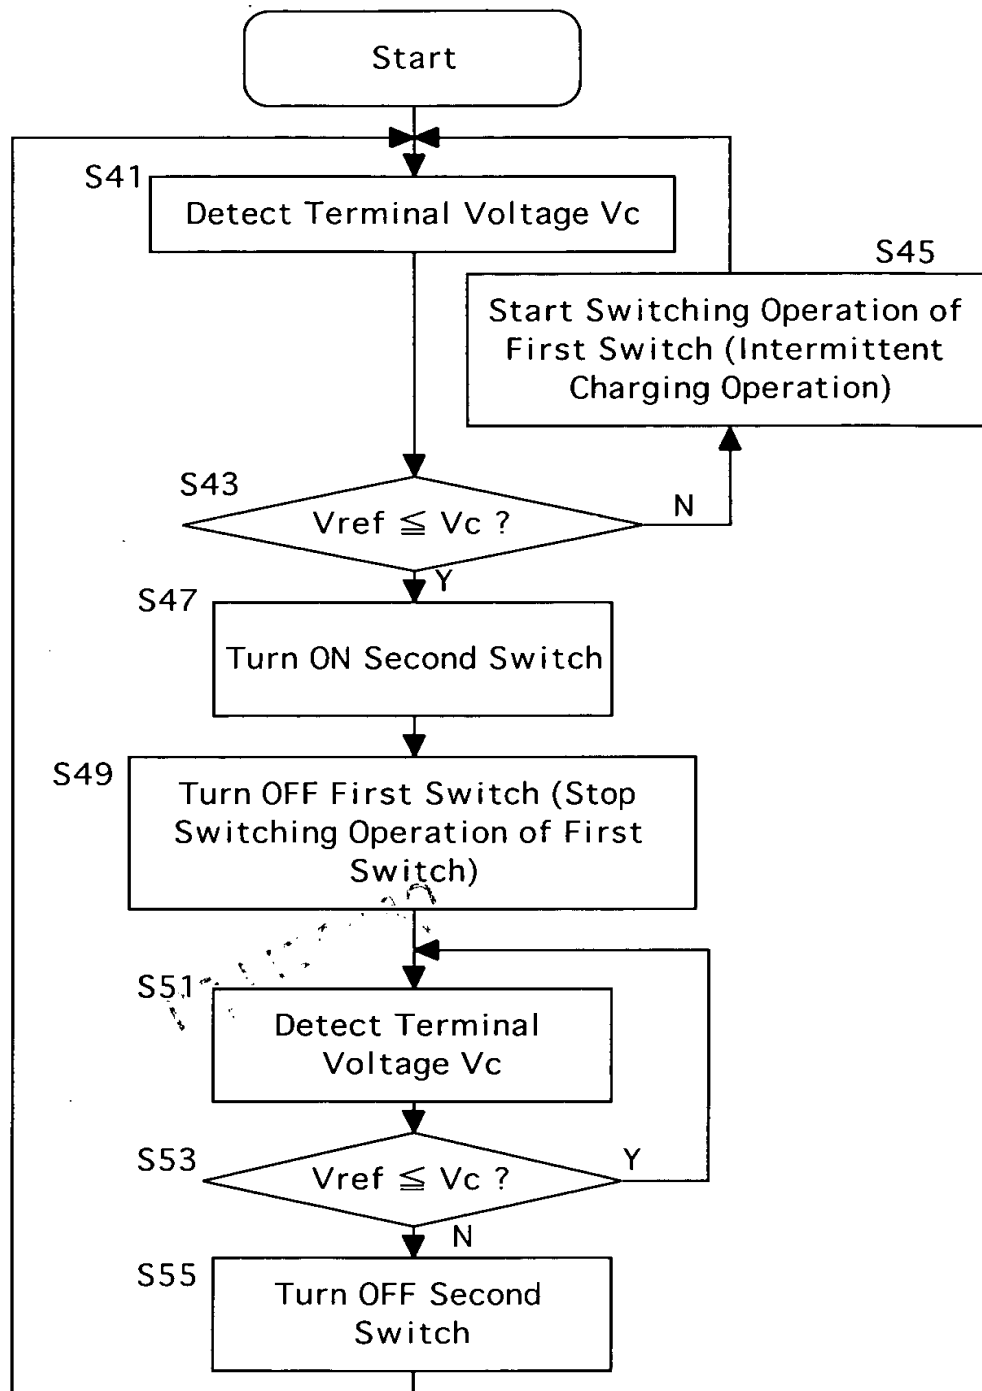 Start
S41
Detect Terminal Voltage Vc
S45
Start Switching Operation of
First Switch (Intermittent
Charging Operation)
S43
Vref ≦ Vc ?
N
Y
S47
Turn ON Second Switch
S49
Turn OFF First Switch (Stop
Switching Operation of First
Switch)
S51
Detect Terminal
Voltage Vc
S53
Vref ≦ Vc ?
Y
N
S55
Turn OFF Second
Switch